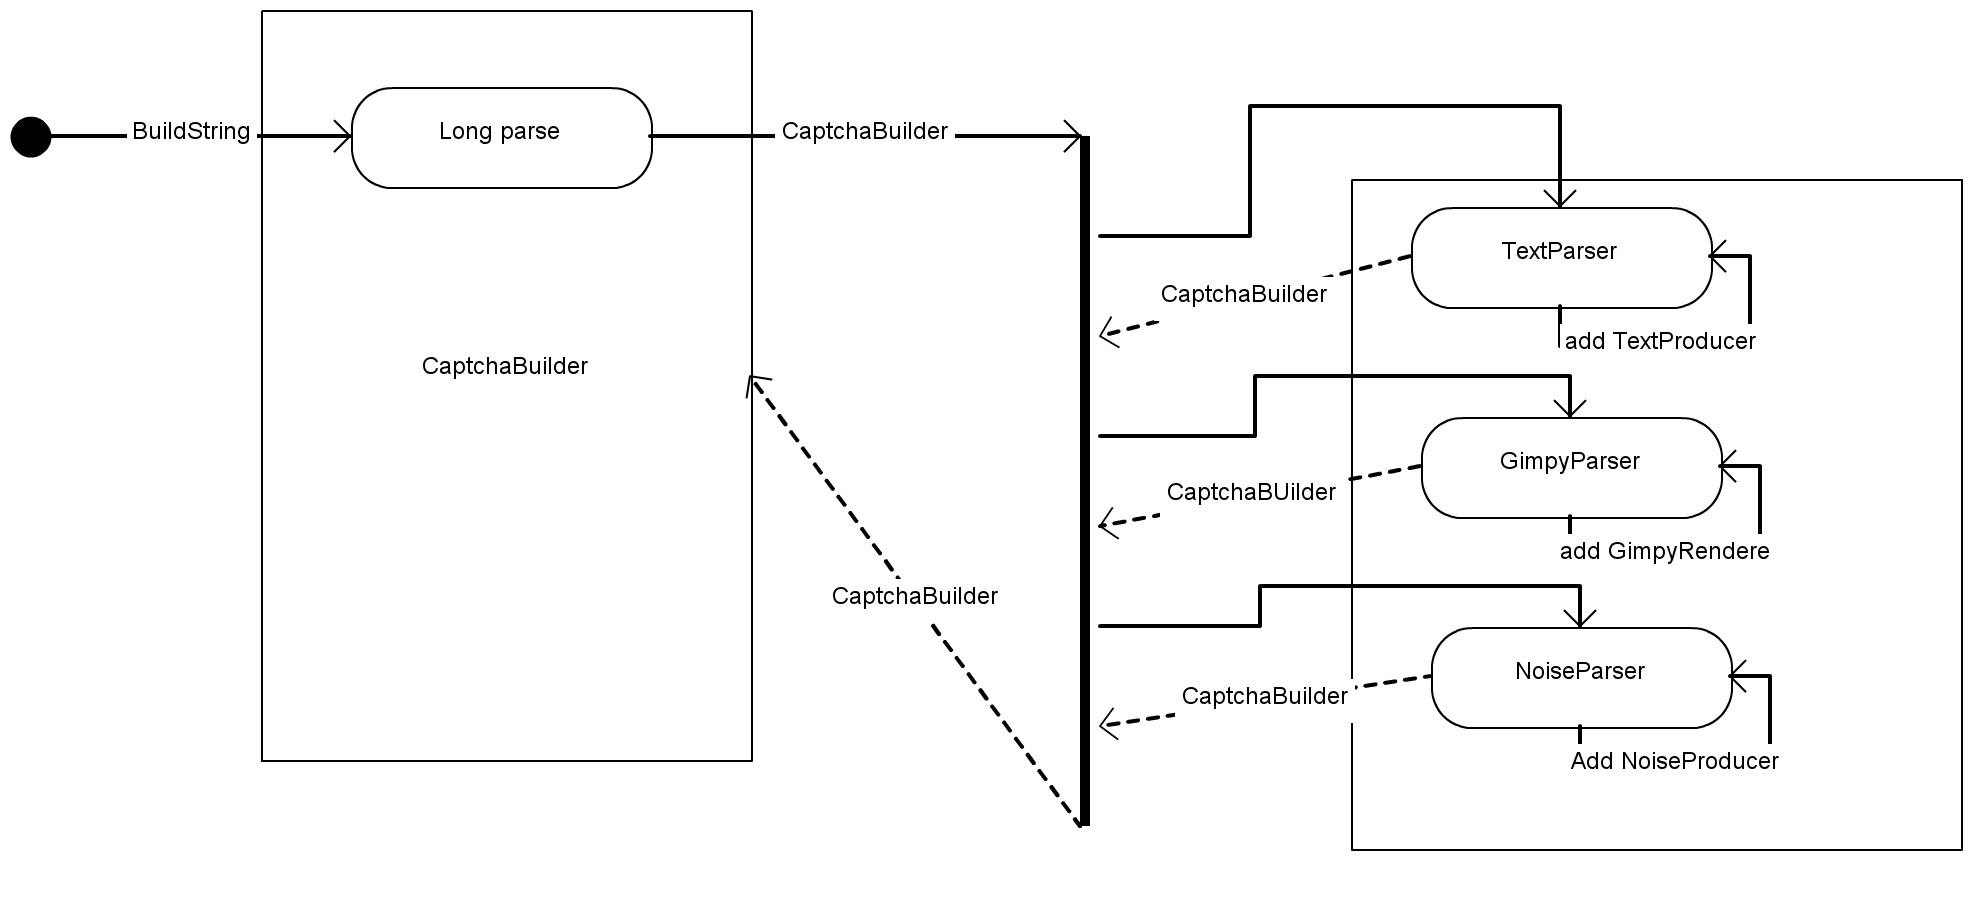 BuildString
Long parse
CaptchaBuilder
TextParser
CaptchaBuilder
add TextProducer
CaptchaBuilder
GimpyParser
CaptchaBUilder
add GimpyRendere
CaptchaBuilder
NoiseParser
CaptchaBuilder
Add NoiseProducer